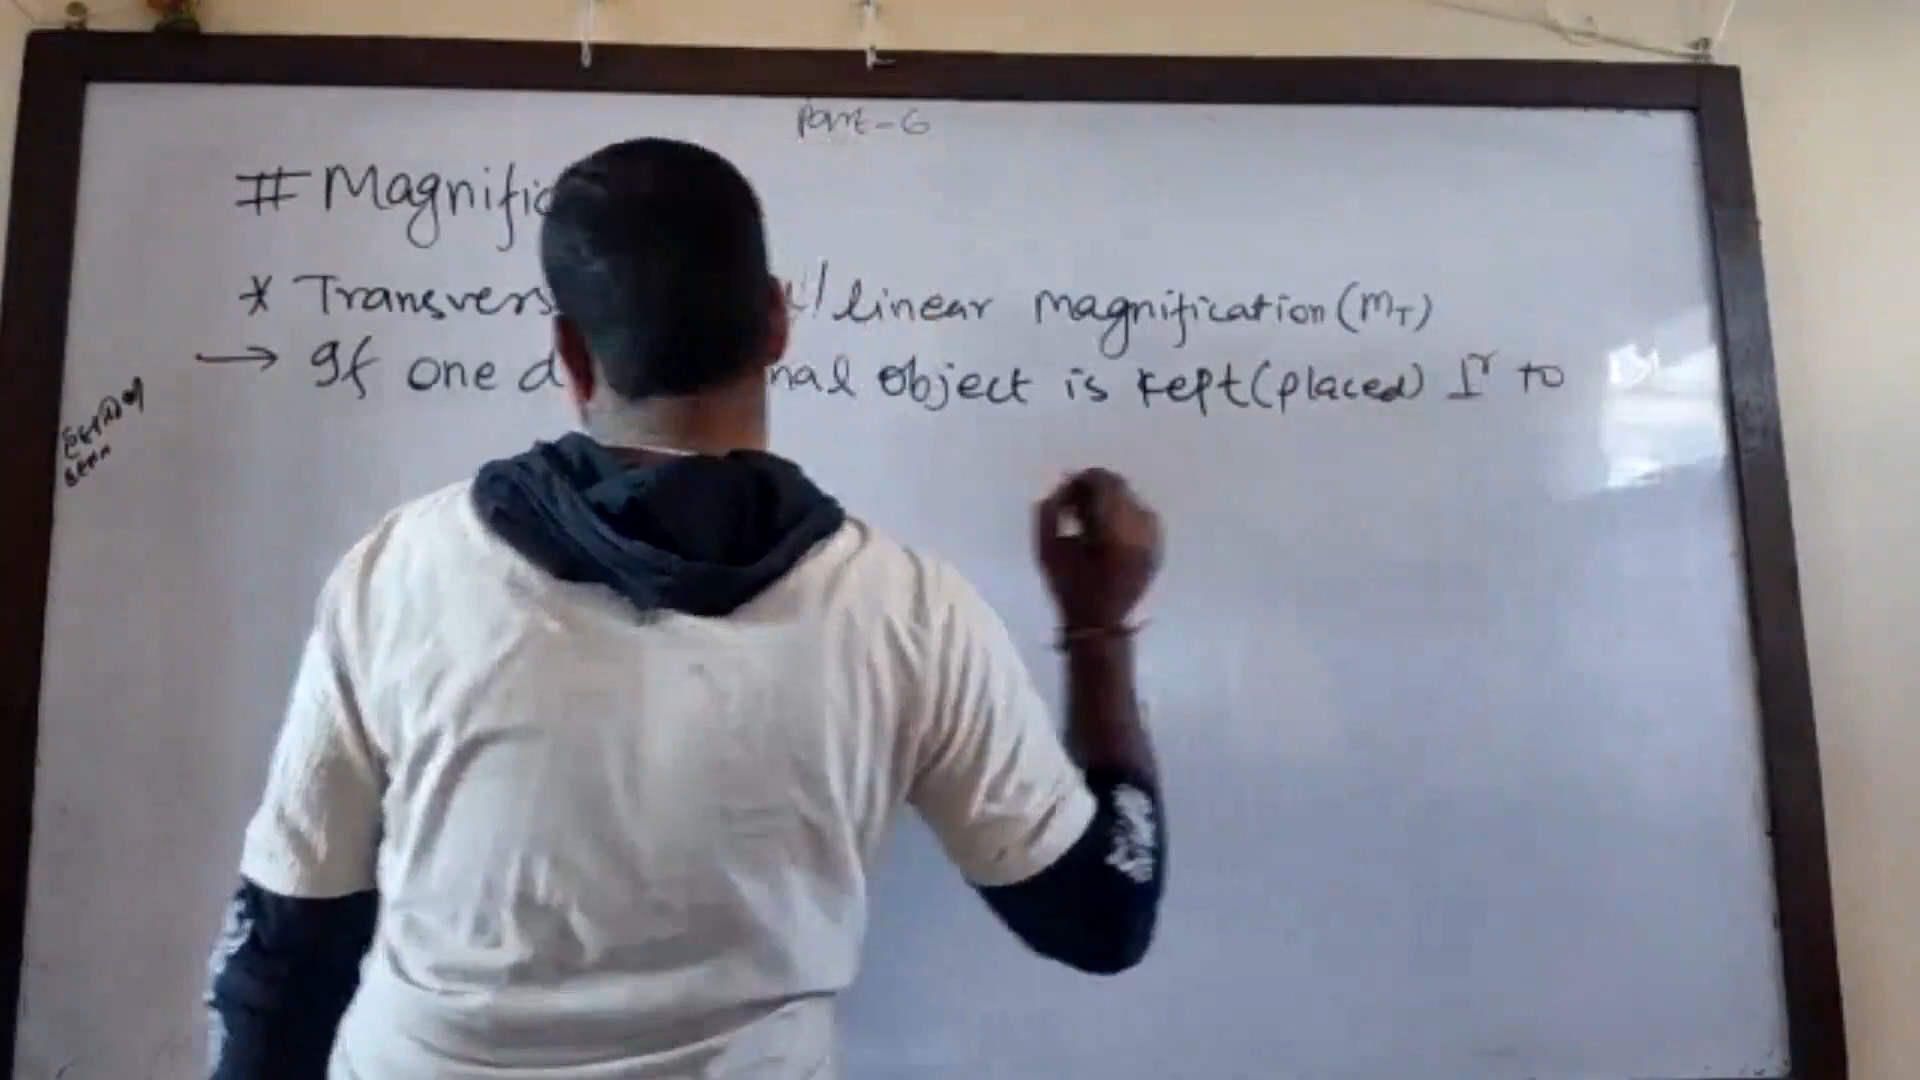 Part-6
# Magnific
* Transvers / linear magnification (mT)
→ If one d nal object is kept (placed) ⊥r to